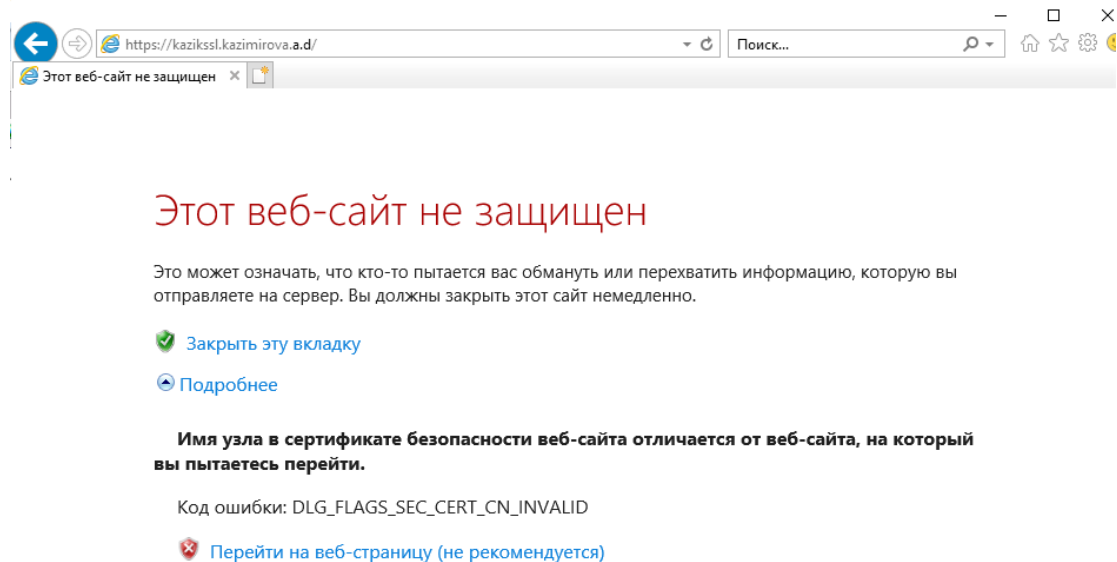 https://kazikssl.kazimirova.a.d/
Поиск...
Этот веб-сайт не защищен
Этот веб-сайт не защищен
Это может означать, что кто-то пытается вас обмануть или перехватить информацию, которую вы
отправляете на сервер. Вы должны закрыть этот сайт немедленно.
Закрыть эту вкладку
Подробнее
Имя узла в сертификате безопасности веб-сайта отличается от веб-сайта, на который
вы пытаетесь перейти.
Код ошибки: DLG_FLAGS_SEC_CERT_CN_INVALID
Перейти на веб-страницу (не рекомендуется)